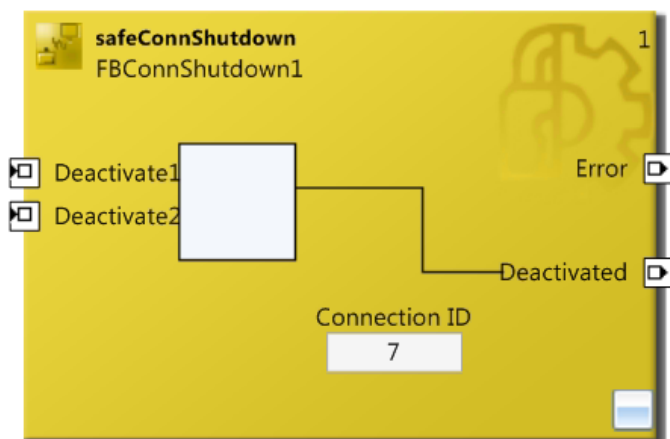 safeConnShutdown
1
FBConnShutdown1
Deactivate1
Error
Deactivate2
Deactivated
Connection ID
7